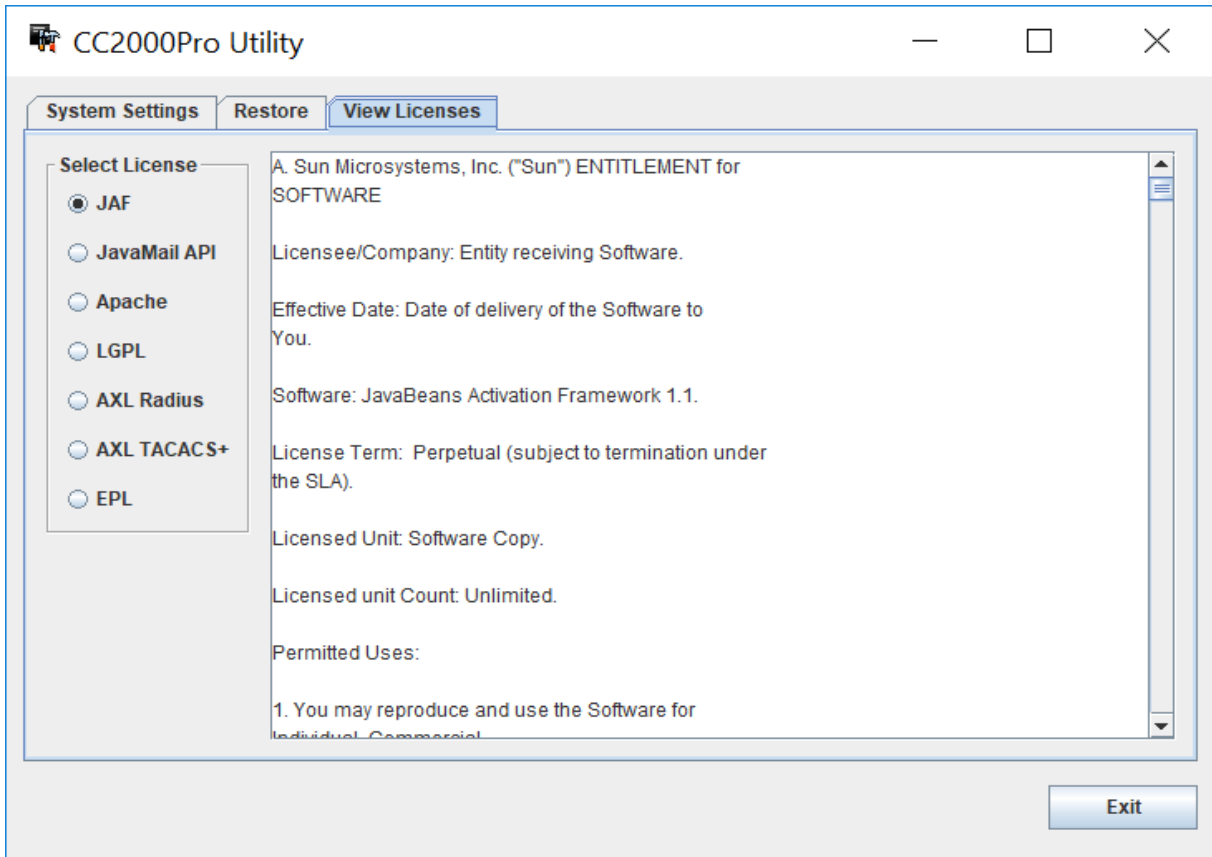 CC2000Pro Utility
System Settings Restore View Licenses
Select License
JAF
JavaMail API
Apache
LGPL
AXL Radius
AXL TACACS+
EPL
A. Sun Microsystems, Inc. ("Sun") ENTITLEMENT for
SOFTWARE
Licensee/Company: Entity receiving Software.
Effective Date: Date of delivery of the Software to
You.
Software: JavaBeans Activation Framework 1.1.
License Term:  Perpetual (subject to termination under
the SLA).
Licensed Unit: Software Copy.
Licensed unit Count: Unlimited.
Permitted Uses:
1. You may reproduce and use the Software for
Individual, Commercial,
Exit